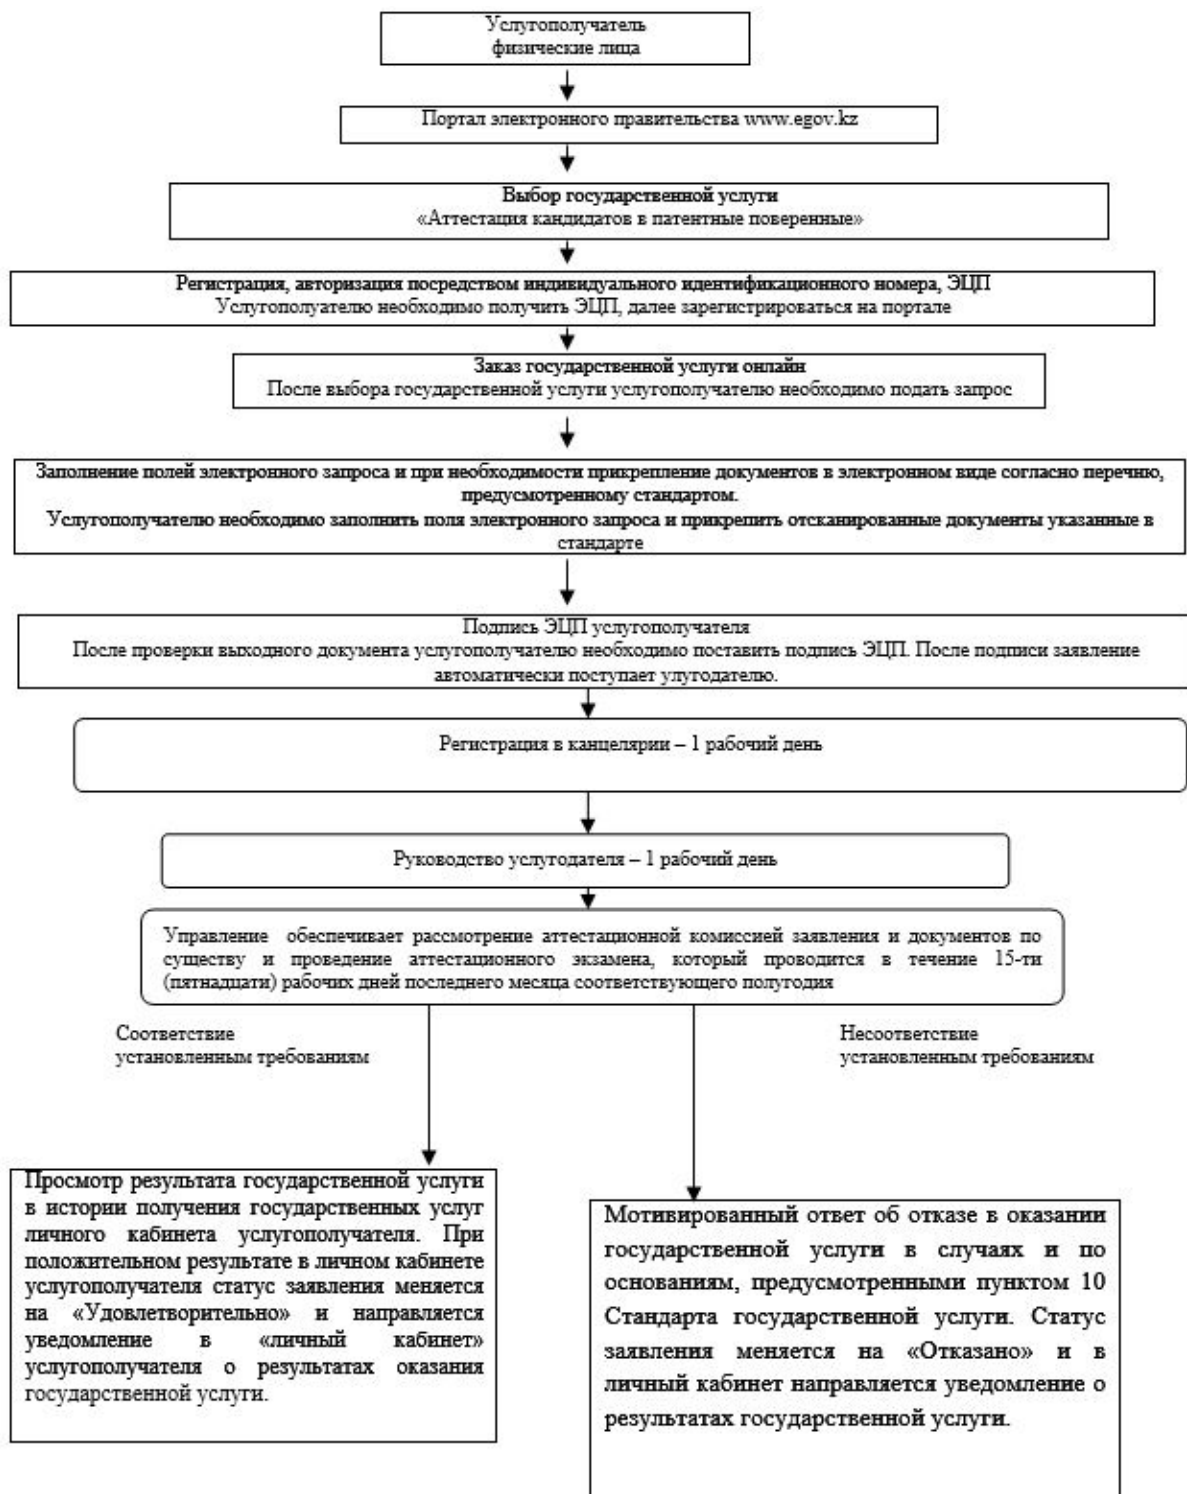 Услугополучатель
физические лица
Портал электронного правительства www.egov.kz
Выбор государственной услуги
«Аттестация кандидатов в патентные поверенные»
Регистрация, авторизация посредством индивидуального идентификационного номера, ЭЦП
Услугополуателю необходимо получить ЭЦП, далее зарегистрироваться на портале
Заказ государственной услуги онлайн
После выбора государственной услуги услугополучателю необходимо подать запрос
Заполнение полей электронного запроса и при необходимости прикрепление документов в электронном виде согласно перечню,
предусмотренному стандартом.
Услугополучателю необходимо заполнить поля электронного запроса и прикрепить отсканированные документы указанные в
стандарте
Подпись ЭЦП услугополучателя
После проверки выходного документа услугополучателю необходимо поставить подпись ЭЦП. После подписи заявление
автоматически поступает улугодателю.
Регистрация в канцелярии – 1 рабочий день
Руководство услугодателя – 1 рабочий день
Управление обеспечивает рассмотрение аттестационной комиссией заявления и документов по
существу и проведение аттестационного экзамена, который проводится в течение 15-ти
(пятнадцати) рабочих дней последнего месяца соответствующего полугодия
Соответствие
установленным требованиям
Несоответствие
установленным требованиям
Просмотр результата государственной услуги
в истории получения государственных услуг
личного кабинета услугополучателя. При
положительном результате в личном кабинете
услугополучателя статус заявления меняется
на «Удовлетворительно» и направляется
уведомление в «личный кабинет»
услугополучателя о результатах оказания
государственной услуги.
Мотивированный ответ об отказе в оказании
государственной услуги в случаях и по
основаниям, предусмотренными пунктом 10
Стандарта государственной услуги. Статус
заявления меняется на «Отказано» и в
личный кабинет направляется уведомление о
результатах государственной услуги.